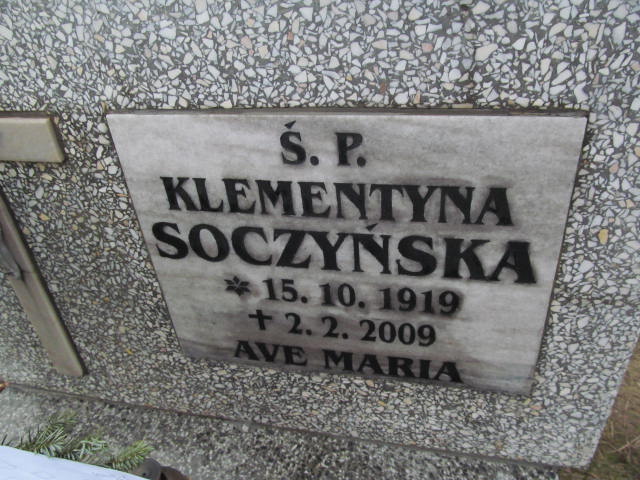 Ś. P.
KLEMENTYNA
SOCZYŃSKA
* 15. 10. 1919
✝ 2. 2. 2009
AVE MARIA